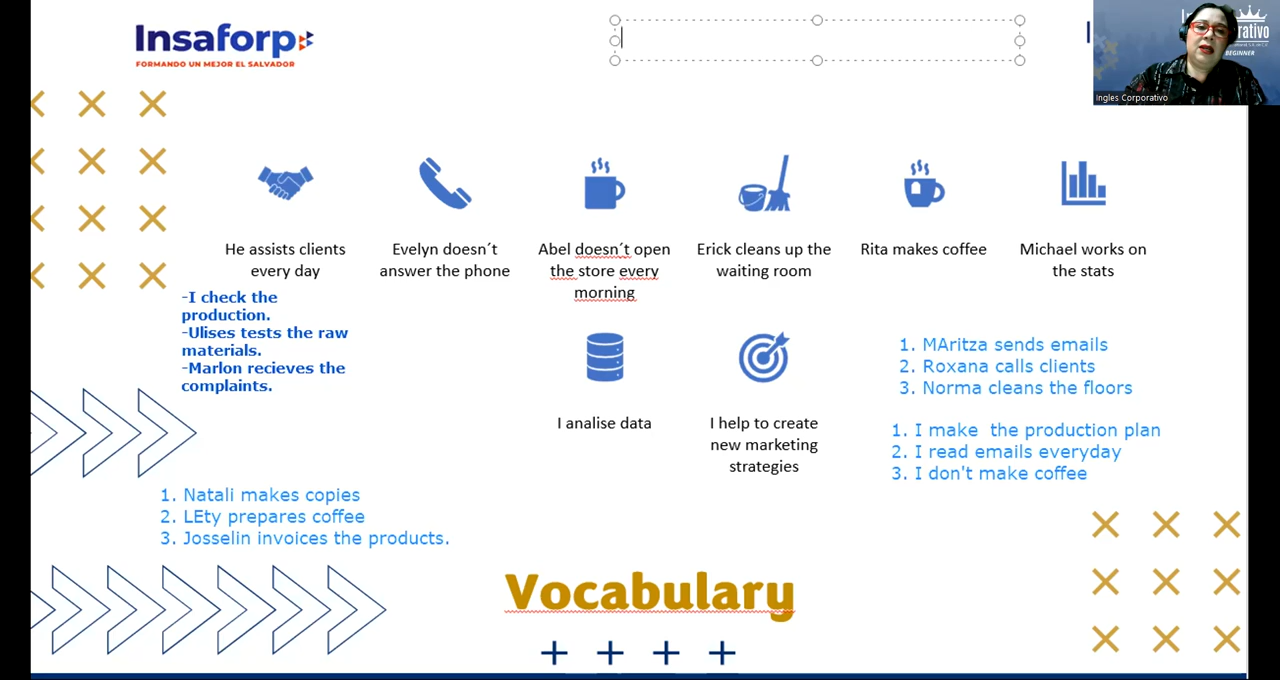 Insaforp
FORMANDO UN MEJOR EL SALVADOR
rativo
BEGINNER
Ingles Corporativo
He assists clients
every day
Evelyn doesn´t
answer the phone
Abel doesn´t open
the store every
morning
Erick cleans up the
waiting room
Rita makes coffee
Michael works on
the stats
-I check the
production.
-Ulises tests the raw
materials.
-Marlon recieves the
complaints.
I analise data
I help to create
new marketing
strategies
1. MAritza sends emails
2. Roxana calls clients
3. Norma cleans the floors
1. I make the production plan
2. I read emails everyday
3. I don't make coffee
1. Natali makes copies
2. LEty prepares coffee
3. Josselin invoices the products.
Vocabulary